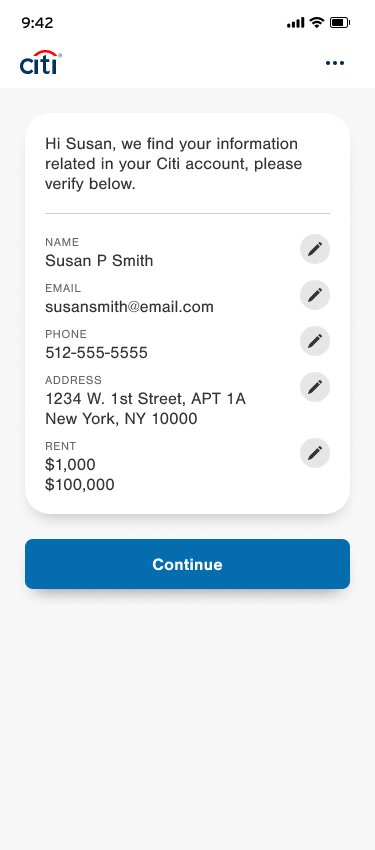 9:42
citi®
Hi Susan, we find your information
related in your Citi account, please
verify below.
NAME
Susan P Smith
EMAIL
susansmith@email.com
PHONE
512-555-5555
ADDRESS
1234 W. 1st Street, APT 1A
New York, NY 10000
RENT
$1,000
$100,000
Continue